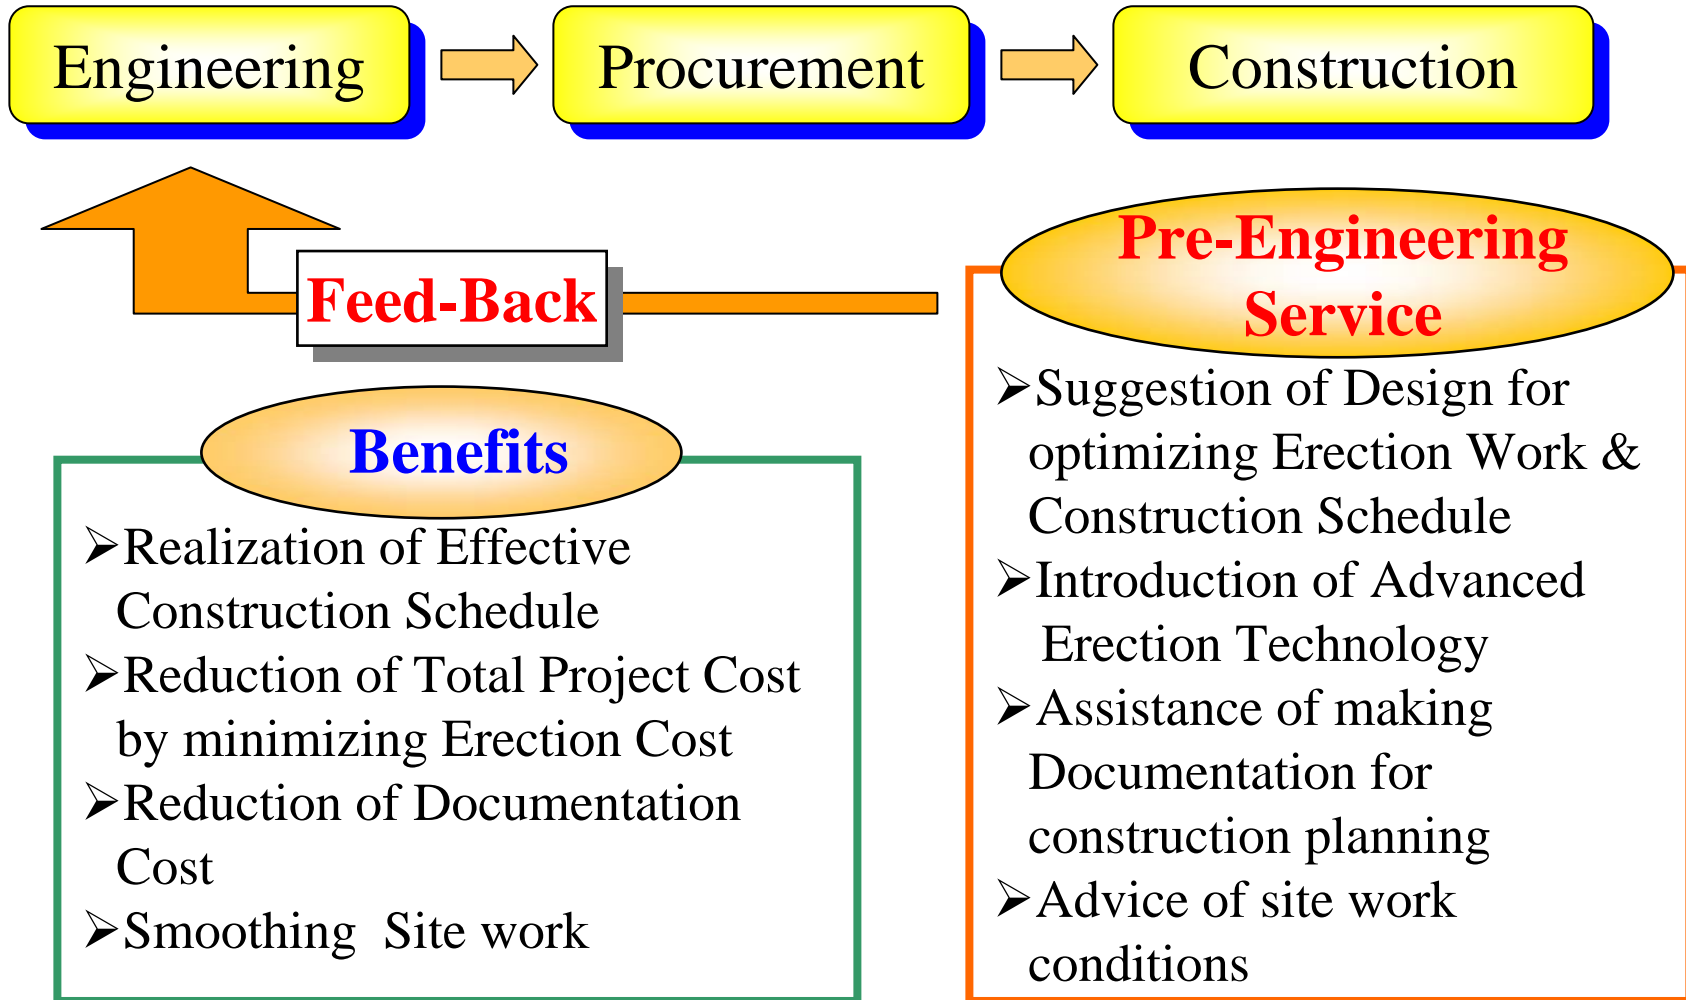 Engineering
Procurement
Construction
Feed-Back
Pre-Engineering
Service
➢Suggestion of Design for
optimizing Erection Work &
Construction Schedule
➢Introduction of Advanced
Erection Technology
➢Assistance of making
Documentation for
construction planning
➢Advice of site work
conditions
Benefits
➢Realization of Effective
Construction Schedule
➢Reduction of Total Project Cost
by minimizing Erection Cost
➢Reduction of Documentation
Cost
➢Smoothing  Site work